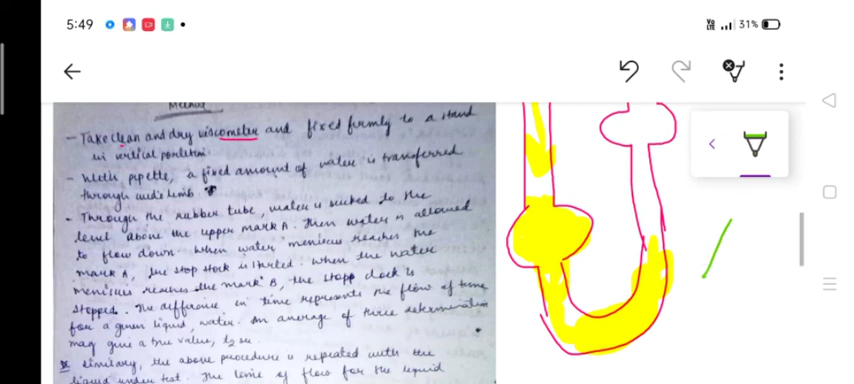 5:49
Vo LTE 31%
Method
- Take clean and dry viscometer and fixed firmly to a stand
in vertical position.
- With pipette, a fixed amount of water is transferred
through wide limb.
- Through the rubber tube, water is sucked to the
level above the upper mark A. Then water is allowed
to flow down. When water meniscus reaches the
mark A, the stop is started. When the water
meniscus reaches the mark B, the stopp clock is
stopped. The difference in time represents the flow of time
for a given liquid, water. An average of three determination
may give a true value,
similary, the above procedure is repeated with the
liquid under test. The time of flow for the liquid